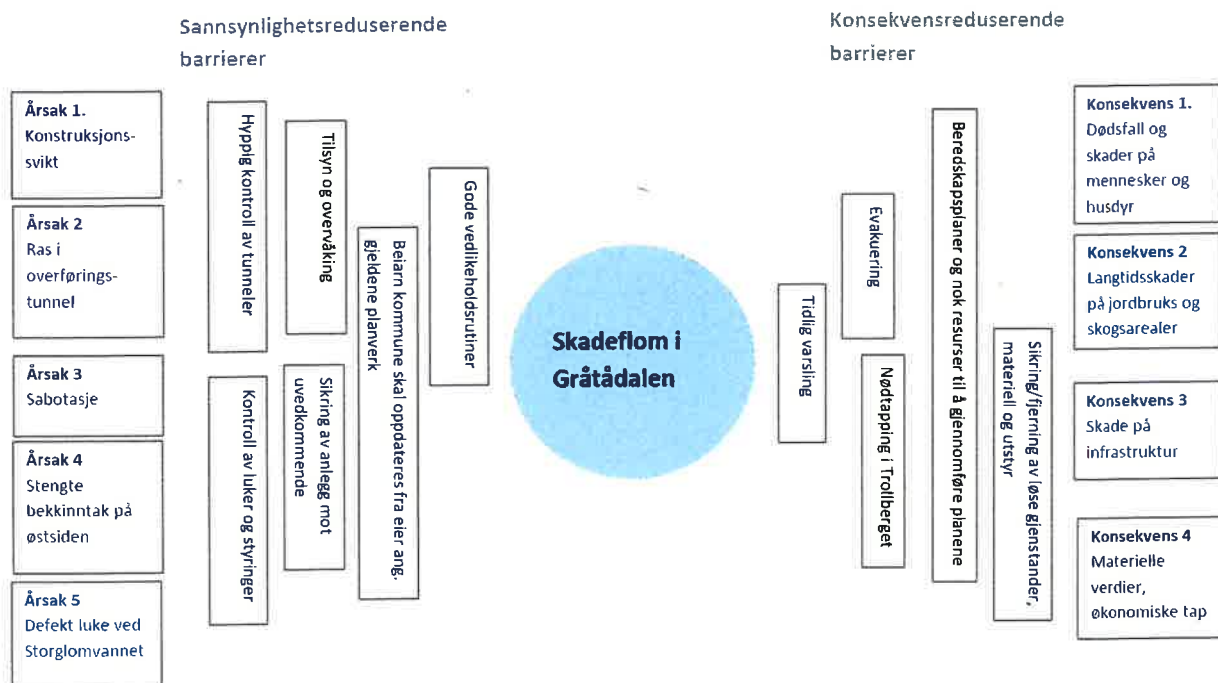 Sannsynlighetsreduserende
barrierer
Konsekvensreduserende
barrierer
Årsak 1.
Konstruksjons-
svikt
Årsak 2
Ras i
overførings-
tunnel
Årsak 3
Sabotasje
Årsak 4
Stengte
bekkinntak på
østsiden
Årsak 5
Defekt luke ved
Storglomvannet
Hyppig kontroll av tunneler
Kontroll av luker og styringer
Tilsyn og overvåking
Sikring av anlegg mot
uvedkommende
Beiarn kommune skal oppdateres fra eier ang.
gjeldene planverk
Gode vedlikeholdsrutiner
Skadeflom i
Gråtådalen
Tidlig varsling
Evakuering
Nødtapping i Trollberget
Beredskapsplaner og nok resurser til å gjennomføre planene
Sikring/fjerning av løse gjenstander,
materiell og utstyr
Konsekvens 1.
Dødsfall og
skader på
mennesker og
husdyr
Konsekvens 2
Langtidsskader
på jordbruks og
skogsarealer
Konsekvens 3
Skade på
infrastruktur
Konsekvens 4
Materielle
verdier,
økonomiske tap